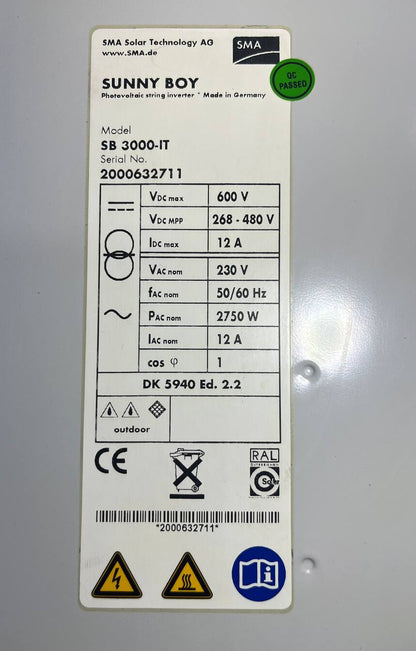 SMA Solar Technology AG
www.SMA.de
SMA
QC
PASSED
SUNNY BOY
Photovoltaic string inverter * Made in Germany
Model
SB 3000-IT
Serial No.
2000632711
VDC max 600 V
VDC MPP 268 - 480 V
IDC max 12 A
VAC nom 230 V
fAC nom 50/60 Hz
PAC nom 2750 W
IAC nom 12 A
cos φ 1
DK 5940 Ed. 2.2
outdoor
CE
RAL
*2000632711*
i